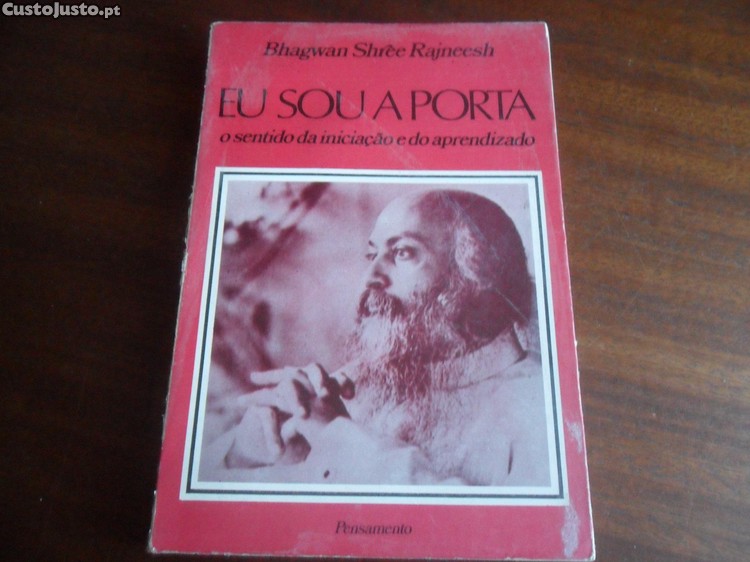 CustoJusto.pt
Bhagwan Shree Rajneesh
EU SOU A PORTA
o sentido da iniciação e do aprendizado
Pensamento